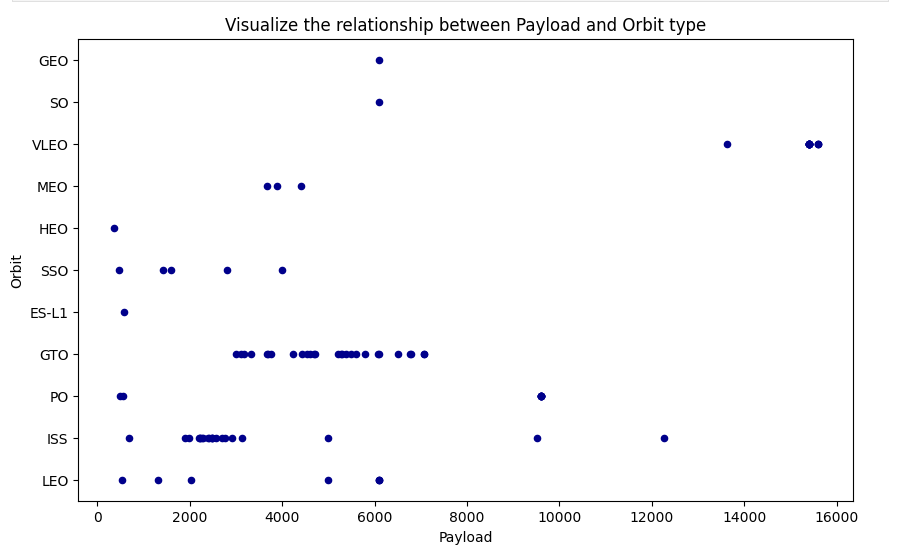 Visualize the relationship between Payload and Orbit type
GEO
SO
VLEO
MEO
HEO
SSO
ES-L1
GTO
PO
ISS
LEO
Orbit
0 2000 4000 6000 8000 10000 12000 14000 16000
Payload